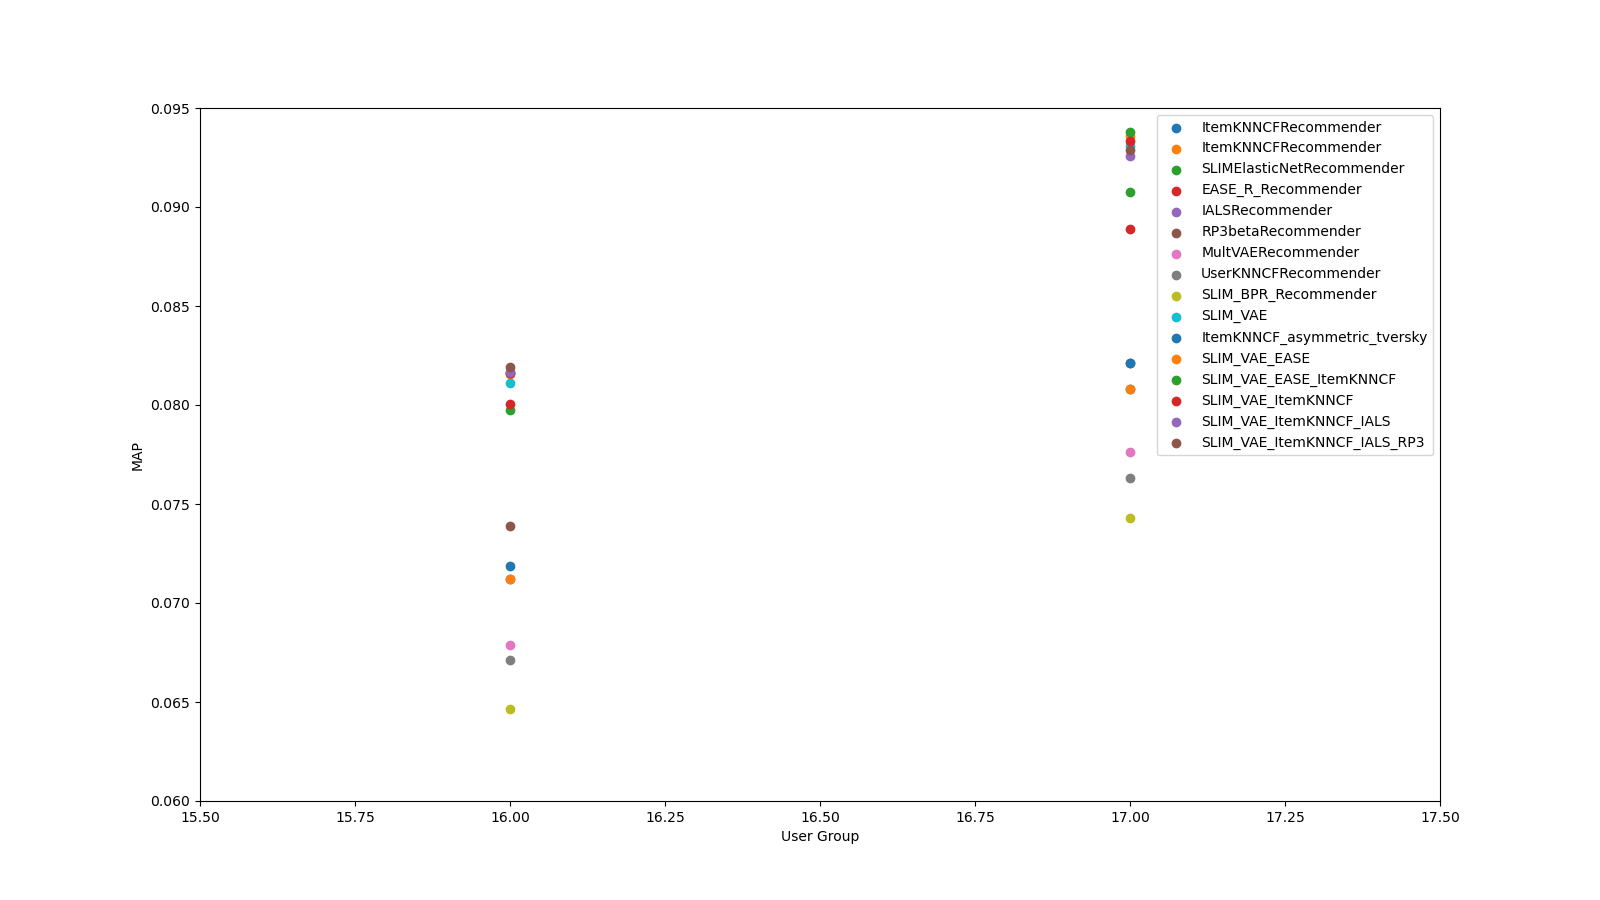 0.095
0.090
0.085
0.080
0.075
0.070
0.065
0.060
MAP
15.50
15.75
16.00
16.25
16.50
16.75
17.00
17.25
17.50
User Group
ItemKNNCFRecommender
ItemKNNCFRecommender
SLIMElasticNetRecommender
EASE_R_Recommender
IALSRecommender
RP3betaRecommender
MultVAERecommender
UserKNNCFRecommender
SLIM_BPR_Recommender
SLIM_VAE
ItemKNNCF_asymmetric_tversky
SLIM_VAE_EASE
SLIM_VAE_EASE_ItemKNNCF
SLIM_VAE_ItemKNNCF
SLIM_VAE_ItemKNNCF_IALS
SLIM_VAE_ItemKNNCF_IALS_RP3